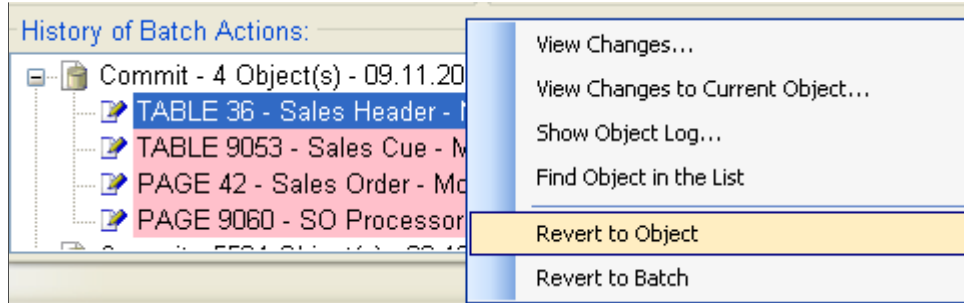 History of Batch Actions:
Commit - 4 Object(s) - 09.11.20
TABLE 36 - Sales Header -
TABLE 9053 - Sales Cue -
PAGE 42 - Sales Order -
PAGE 9060 - SO Processor
View Changes...
View Changes to Current Object...
Show Object Log...
Find Object in the List
Revert to Object
Revert to Batch